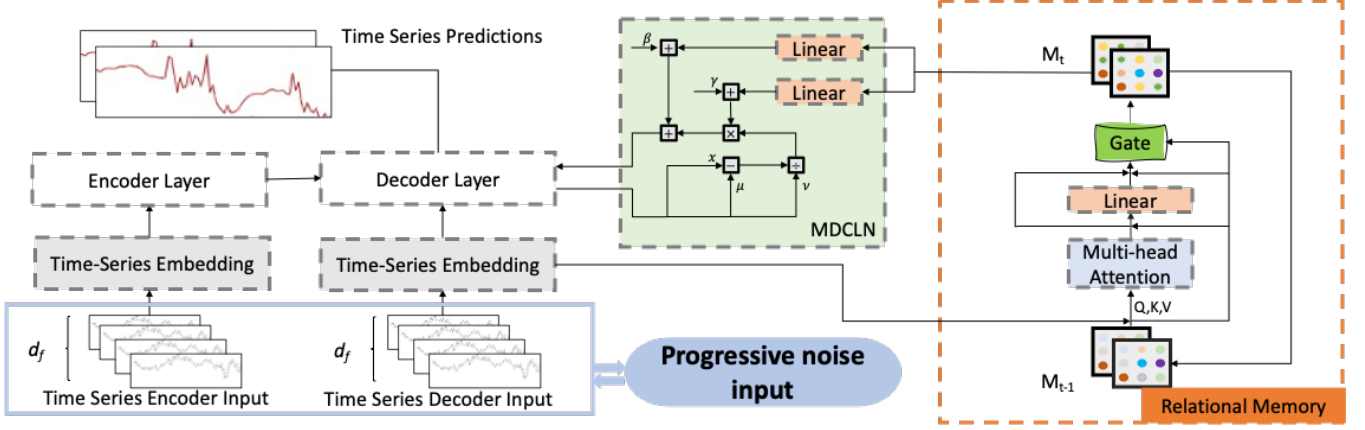 Time Series Predictions
Encoder Layer
Decoder Layer
Time-Series Embedding
Time-Series Embedding
d_f
d_f
Time Series Encoder Input
Time Series Decoder Input
Progressive noise
input
β
+
Linear
γ
+
Linear
+
×
x
−
÷
μ
ν
MDCLN
M_t
Gate
Linear
Multi-head
Attention
Q,K,V
M_{t-1}
Relational Memory